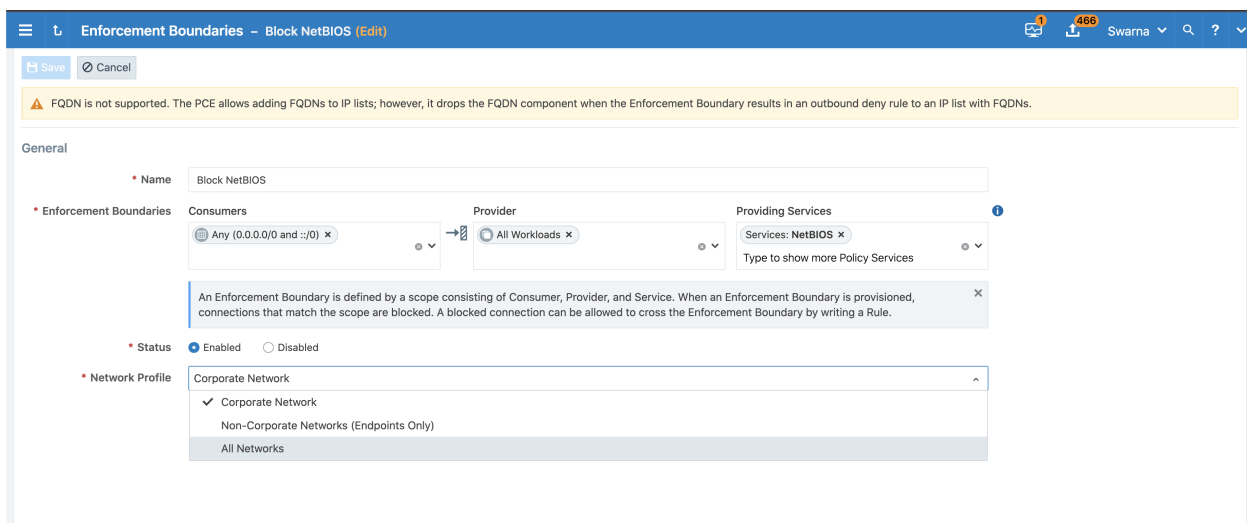 Enforcement Boundaries – Block NetBIOS (Edit)
1
466
Swarna
?
Save
Cancel
FQDN is not supported. The PCE allows adding FQDNs to IP lists; however, it drops the FQDN component when the Enforcement Boundary results in an outbound deny rule to an IP list with FQDNs.
General
* Name
Block NetBIOS
* Enforcement Boundaries
Consumers
Provider
Providing Services
Any (0.0.0.0/0 and ::/0) ×
All Workloads ×
Services: NetBIOS ×
Type to show more Policy Services
An Enforcement Boundary is defined by a scope consisting of Consumer, Provider, and Service. When an Enforcement Boundary is provisioned,
connections that match the scope are blocked. A blocked connection can be allowed to cross the Enforcement Boundary by writing a Rule.
* Status
Enabled
Disabled
* Network Profile
Corporate Network
Corporate Network
Non-Corporate Networks (Endpoints Only)
All Networks